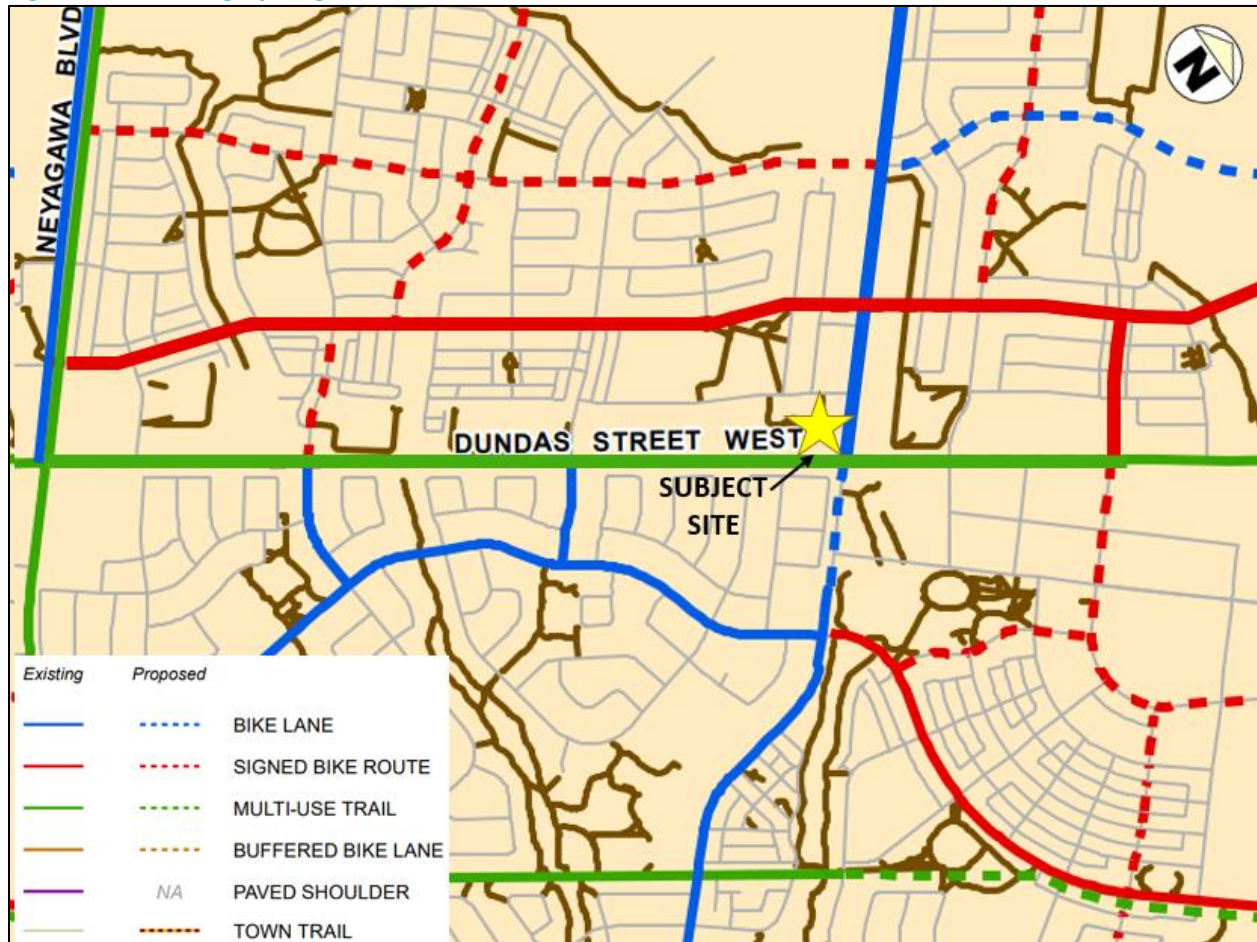 NEYAGAWA BLVD
N
DUNDAS STREET WEST
SUBJECT
SITE
Existing Proposed
BIKE LANE
SIGNED BIKE ROUTE
MULTI-USE TRAIL
BUFFERED BIKE LANE
NA PAVED SHOULDER
TOWN TRAIL